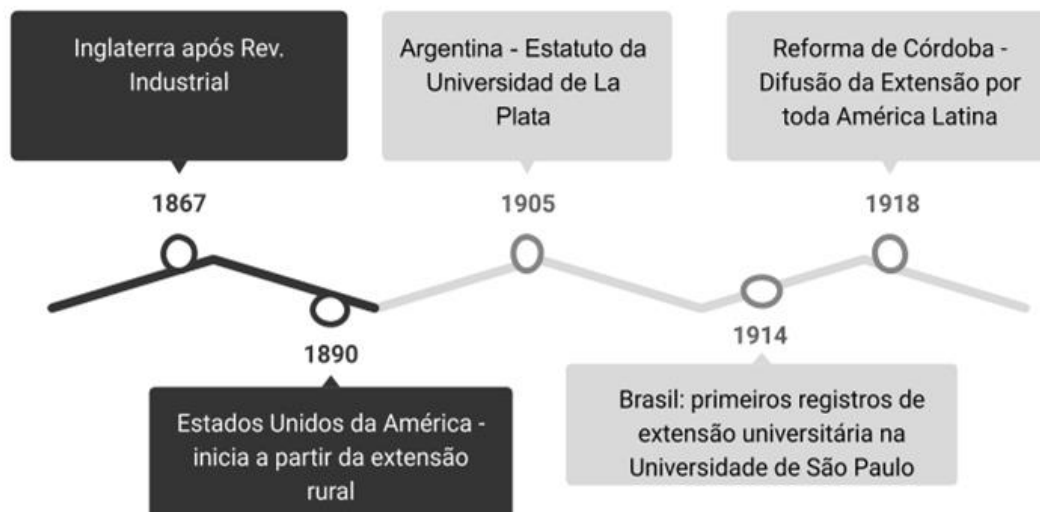 Inglaterra após Rev.
Industrial
1867
1890
Estados Unidos da América -
inicia a partir da extensão
rural
Argentina - Estatuto da
Universidad de La
Plata
1905
1914
Brasil: primeiros registros de
extensão universitária na
Universidade de São Paulo
Reforma de Córdoba -
Difusão da Extensão por
toda América Latina
1918